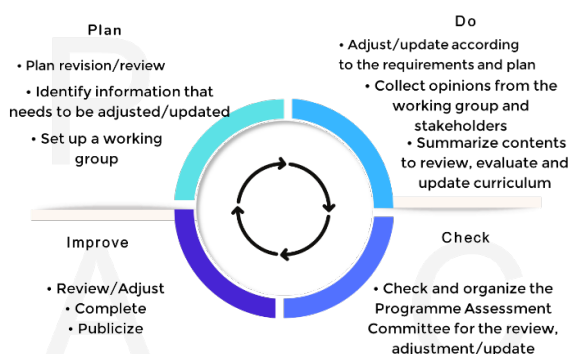 Plan
• Plan revision/review
• Identify information that
needs to be adjusted/updated
• Set up a working
group
Do
• Adjust/update according
to the requirements and plan
• Collect opinions from the
working group and
stakeholders
• Summarize contents
to review, evaluate and
update curriculum
Improve
• Review/Adjust
• Complete
• Publicize
Check
• Check and organize the
Programme Assessment
Committee for the review,
adjustment/update
P
A
C